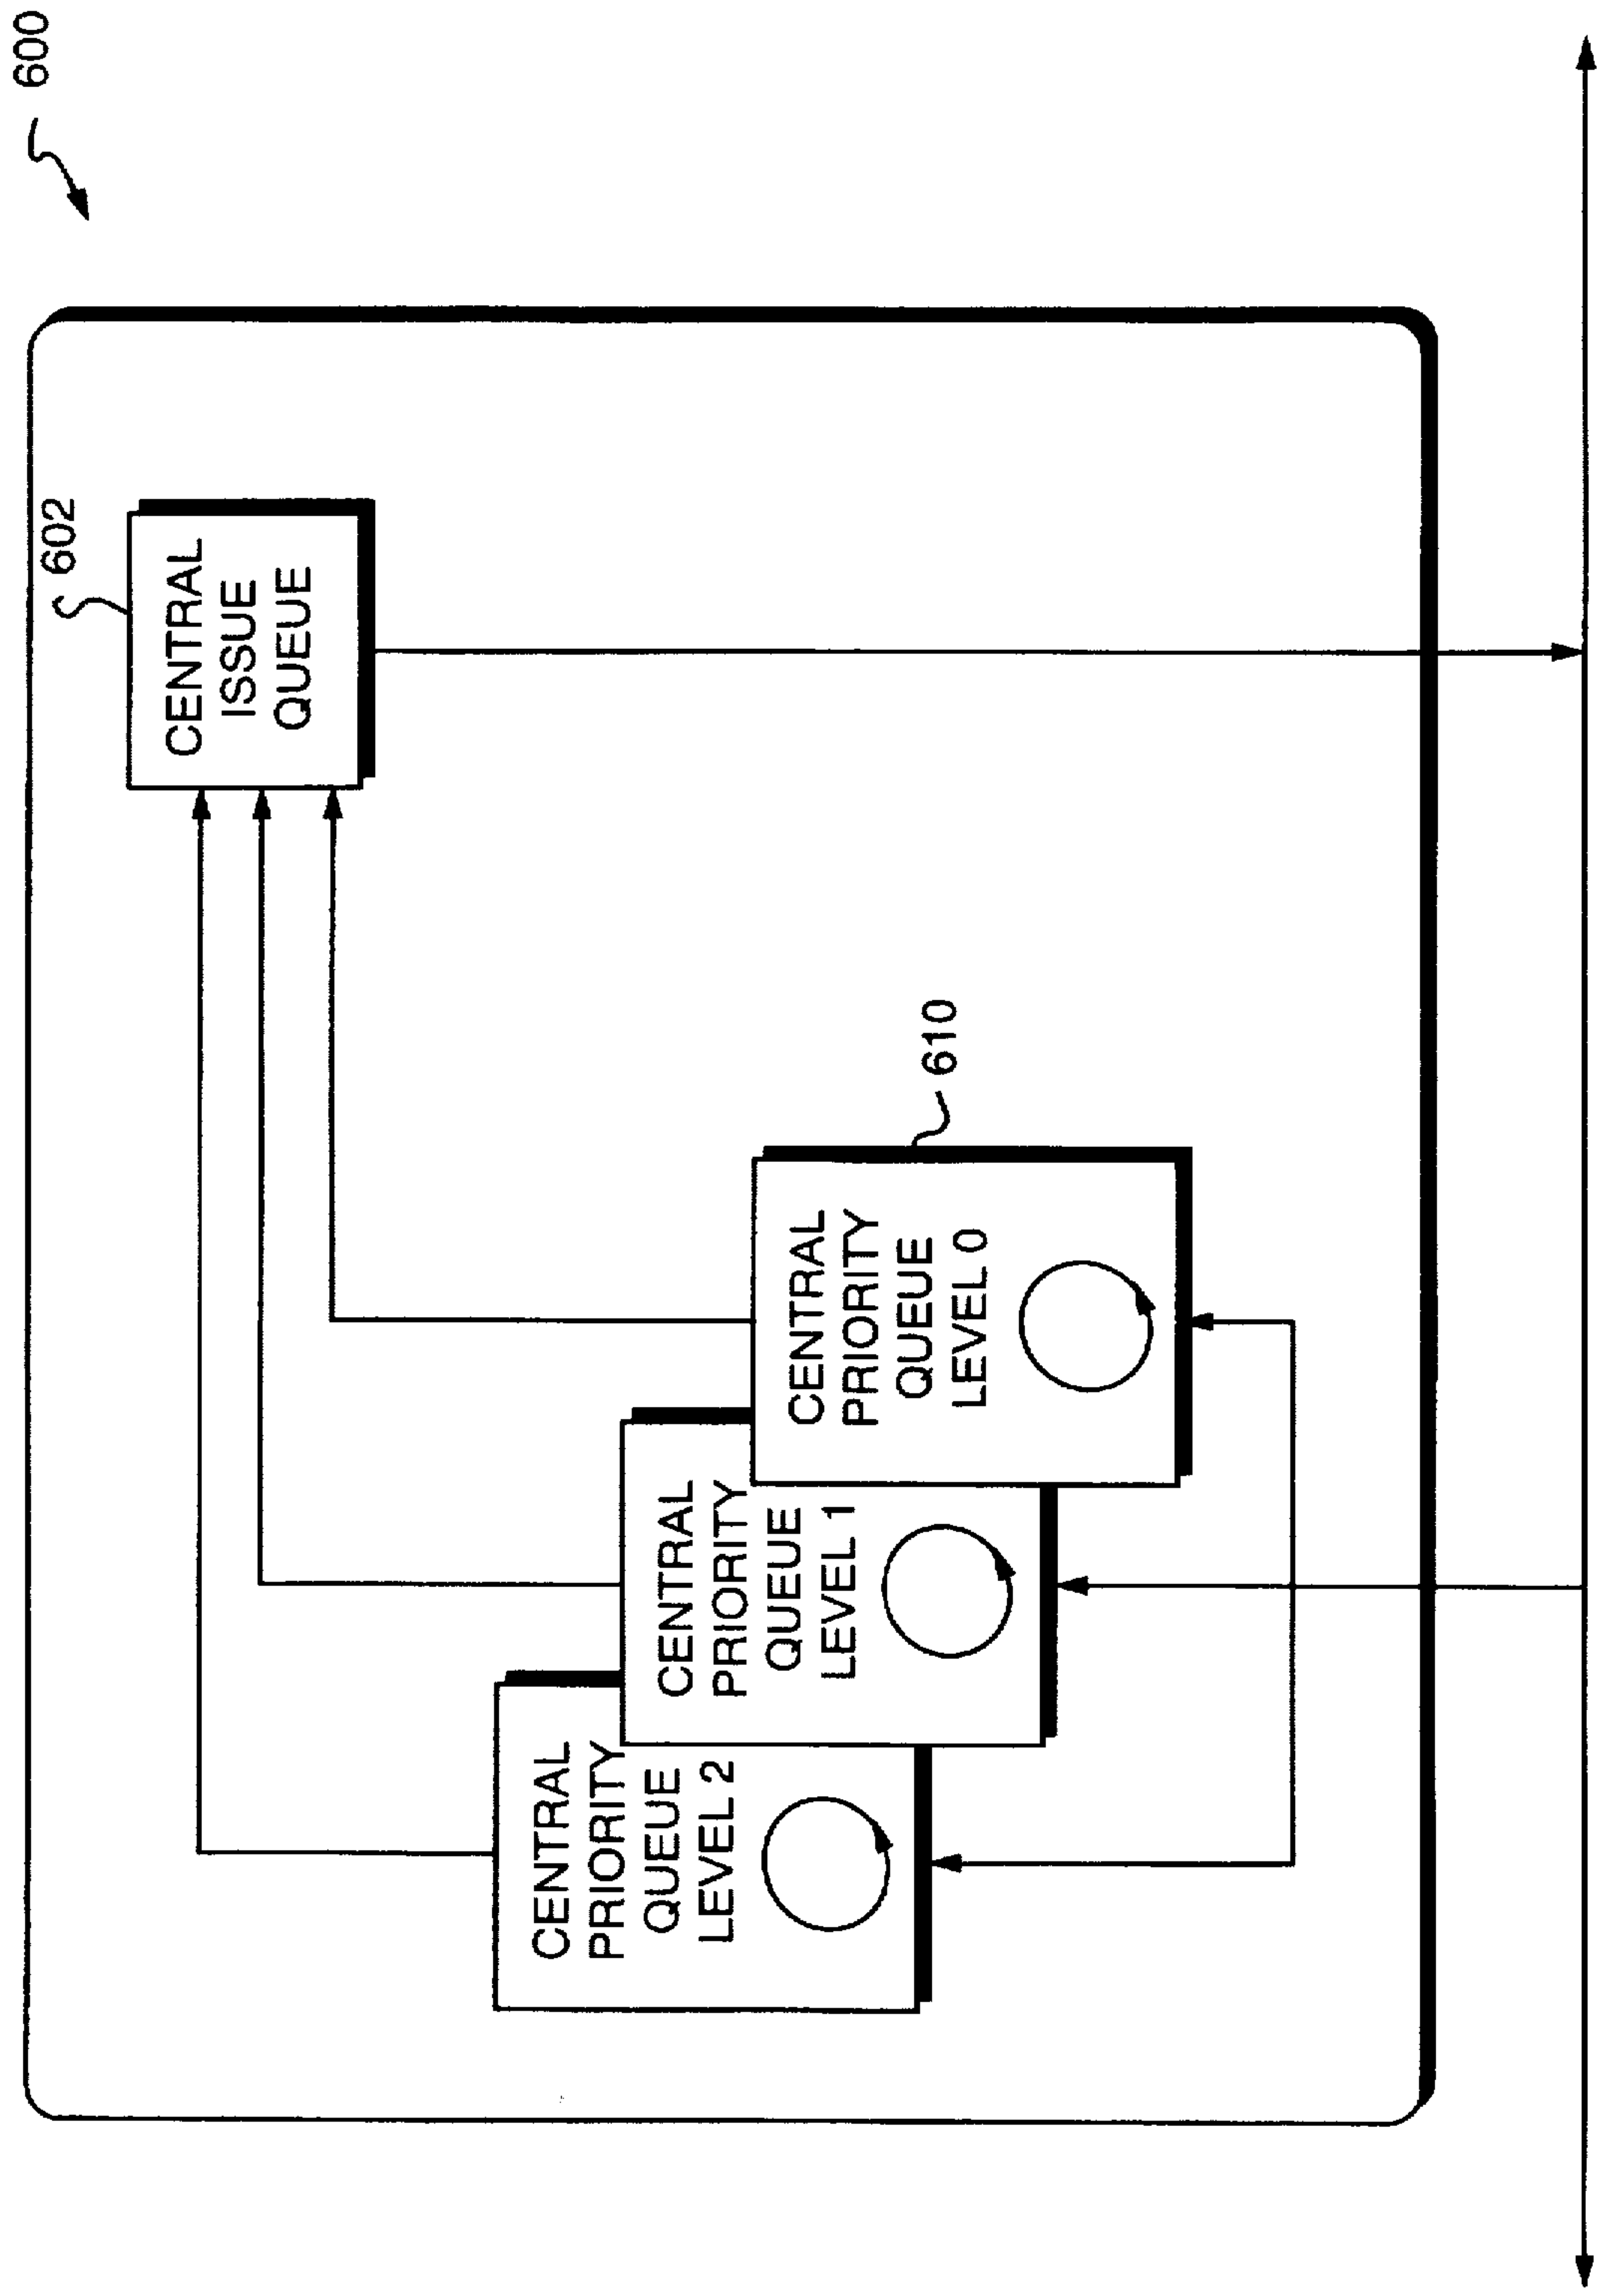 600
602
CENTRAL
ISSUE
QUEUE
CENTRAL
PRIORITY
QUEUE
LEVEL 2
CENTRAL
PRIORITY
QUEUE
LEVEL 1
CENTRAL
PRIORITY
QUEUE
LEVEL 0
610